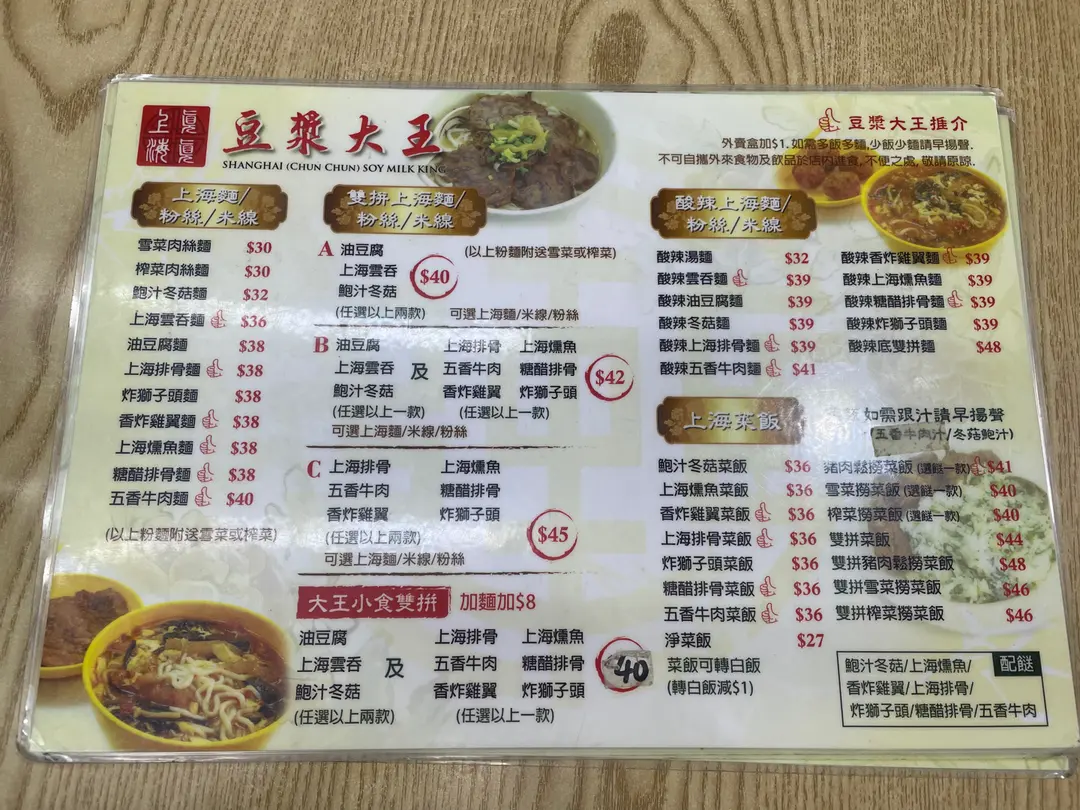 上海 真真
豆漿大王
SHANGHAI (CHUN CHUN) SOY MILK KING
豆漿大王推介
外賣盒加$1. 如需多飯多麵,少飯少麵請早揚聲.
不可自攜外來食物及飲品於店內進食, 不便之處, 敬請原諒.
上海麵/
粉絲/米線
雪菜肉絲麵 $30
榨菜肉絲麵 $30
鮑汁冬菇麵 $32
上海雲吞麵 $36
油豆腐麵 $38
上海排骨麵 $38
炸獅子頭麵 $38
香炸雞翼麵 $38
上海燻魚麵 $38
糖醋排骨麵 $38
五香牛肉麵 $40
(以上粉麵附送雪菜或榨菜)
雙拼上海麵/
粉絲/米線
A 油豆腐 (以上粉麵附送雪菜或榨菜)
上海雲吞 $40
鮑汁冬菇
(任選以上兩款) 可選上海麵/米線/粉絲
B 油豆腐 上海排骨 上海燻魚
上海雲吞 及 五香牛肉 糖醋排骨 $42
鮑汁冬菇 香炸雞翼 炸獅子頭
(任選以上一款) (任選以上一款)
可選上海麵/米線/粉絲
C 上海排骨 上海燻魚
五香牛肉 糖醋排骨
香炸雞翼 炸獅子頭
(任選以上兩款) $45
可選上海麵/米線/粉絲
大王小食雙拼 加麵加$8
油豆腐 上海排骨 上海燻魚
上海雲吞 及 五香牛肉 糖醋排骨 40
鮑汁冬菇 香炸雞翼 炸獅子頭
(任選以上兩款) (任選以上一款)
酸辣上海麵/
粉絲/米線
酸辣湯麵 $32
酸辣雲吞麵 $39
酸辣油豆腐麵 $39
酸辣冬菇麵 $39
酸辣上海排骨麵 $39
酸辣五香牛肉麵 $41
酸辣香炸雞翼麵 $39
酸辣上海燻魚麵 $39
酸辣糖醋排骨麵 $39
酸辣炸獅子頭麵 $39
酸辣底雙拼麵 $48
上海菜飯
如需跟汁請早揚聲
(五香牛肉汁/冬菇鮑汁)
鮑汁冬菇菜飯 $36
上海燻魚菜飯 $36
香炸雞翼菜飯 $36
上海排骨菜飯 $36
炸獅子頭菜飯 $36
糖醋排骨菜飯 $36
五香牛肉菜飯 $36
淨菜飯 $27
菜飯可轉白飯
(轉白飯減$1)
豬肉鬆撈菜飯 (選餸一款) $41
雪菜撈菜飯 (選餸一款) $40
榨菜撈菜飯 (選餸一款) $40
雙拼菜飯 $44
雙拼豬肉鬆撈菜飯 $48
雙拼雪菜撈菜飯 $46
雙拼榨菜撈菜飯 $46
配餸
鮑汁冬菇/上海燻魚/
香炸雞翼/上海排骨/
炸獅子頭/糖醋排骨/五香牛肉